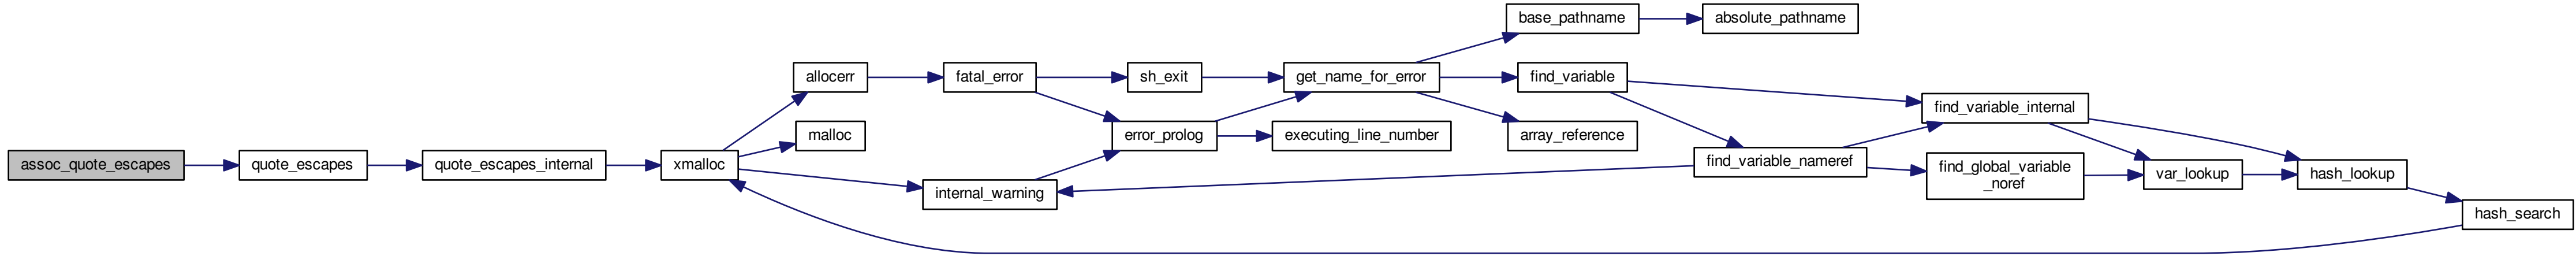 base_pathname
absolute_pathname
allocerr
fatal_error
sh_exit
get_name_for_error
find_variable
find_variable_internal
malloc
error_prolog
executing_line_number
array_reference
assoc_quote_escapes
quote_escapes
quote_escapes_internal
xmalloc
find_variable_nameref
find_global_variable
_noref
var_lookup
hash_lookup
internal_warning
hash_search